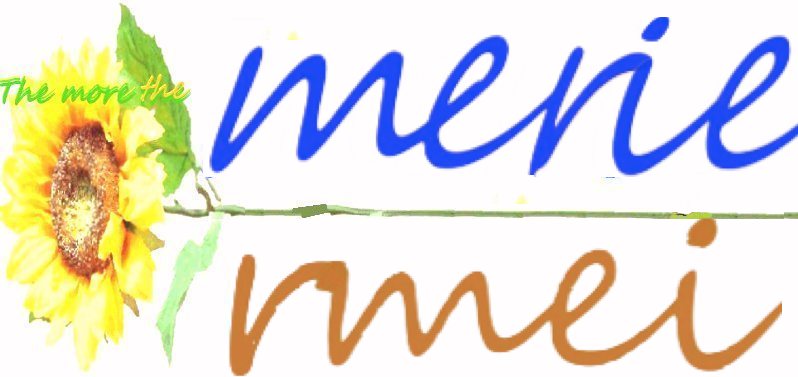 The more the
merie
rmei